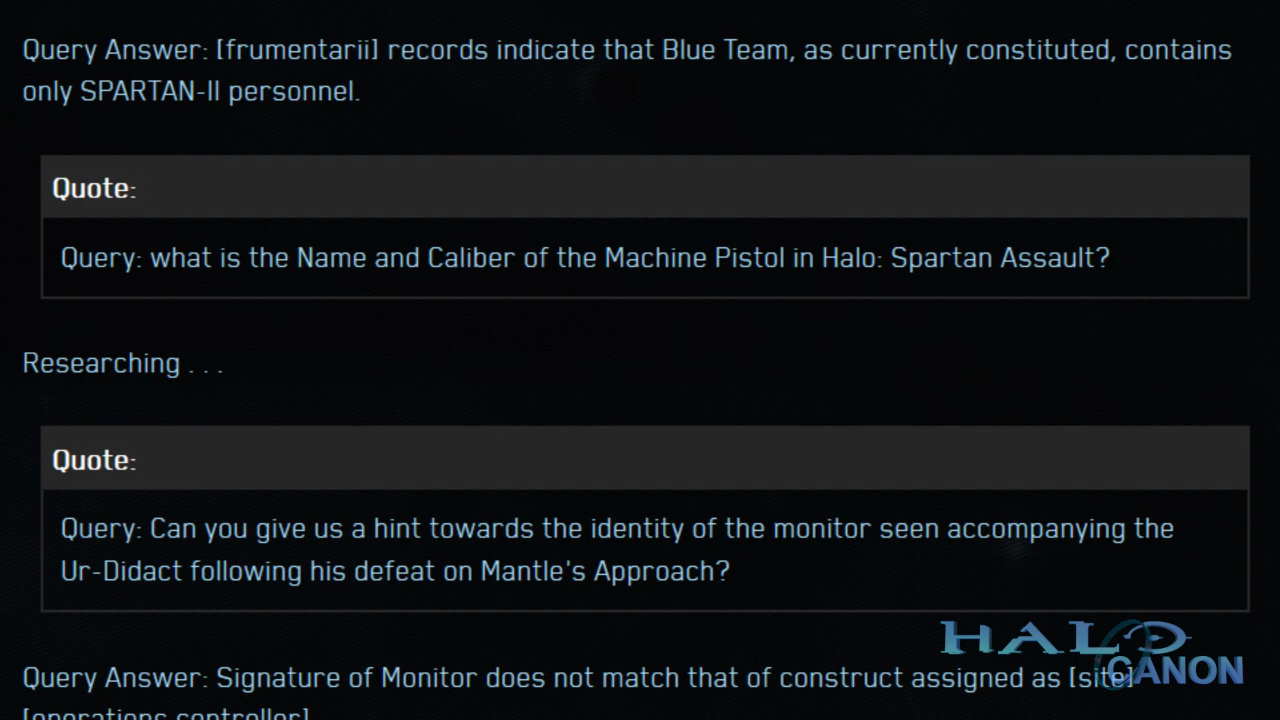 Query Answer: [frumentarii] records indicate that Blue Team, as currently constituted, contains
only SPARTAN-II personnel.
Quote:
Query: what is the Name and Caliber of the Machine Pistol in Halo: Spartan Assault?
Researching . . .
Quote:
Query: Can you give us a hint towards the identity of the monitor seen accompanying the
Ur-Didact following his defeat on Mantle's Approach?
HALO
CANON
Query Answer: Signature of Monitor does not match that of construct assigned as [site]
[operations controller]